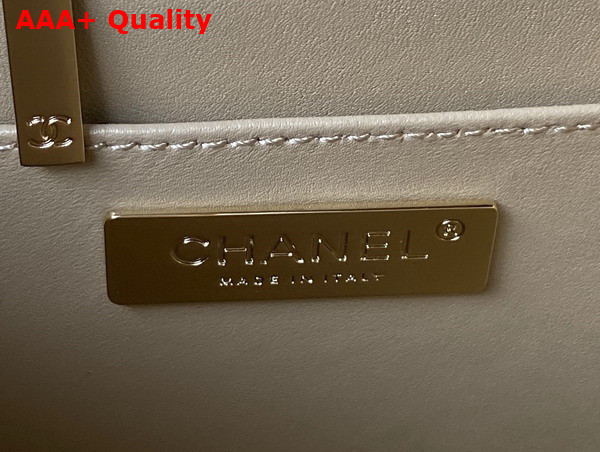 AAA+ Quality
CHANEL ®
MADE IN ITALY